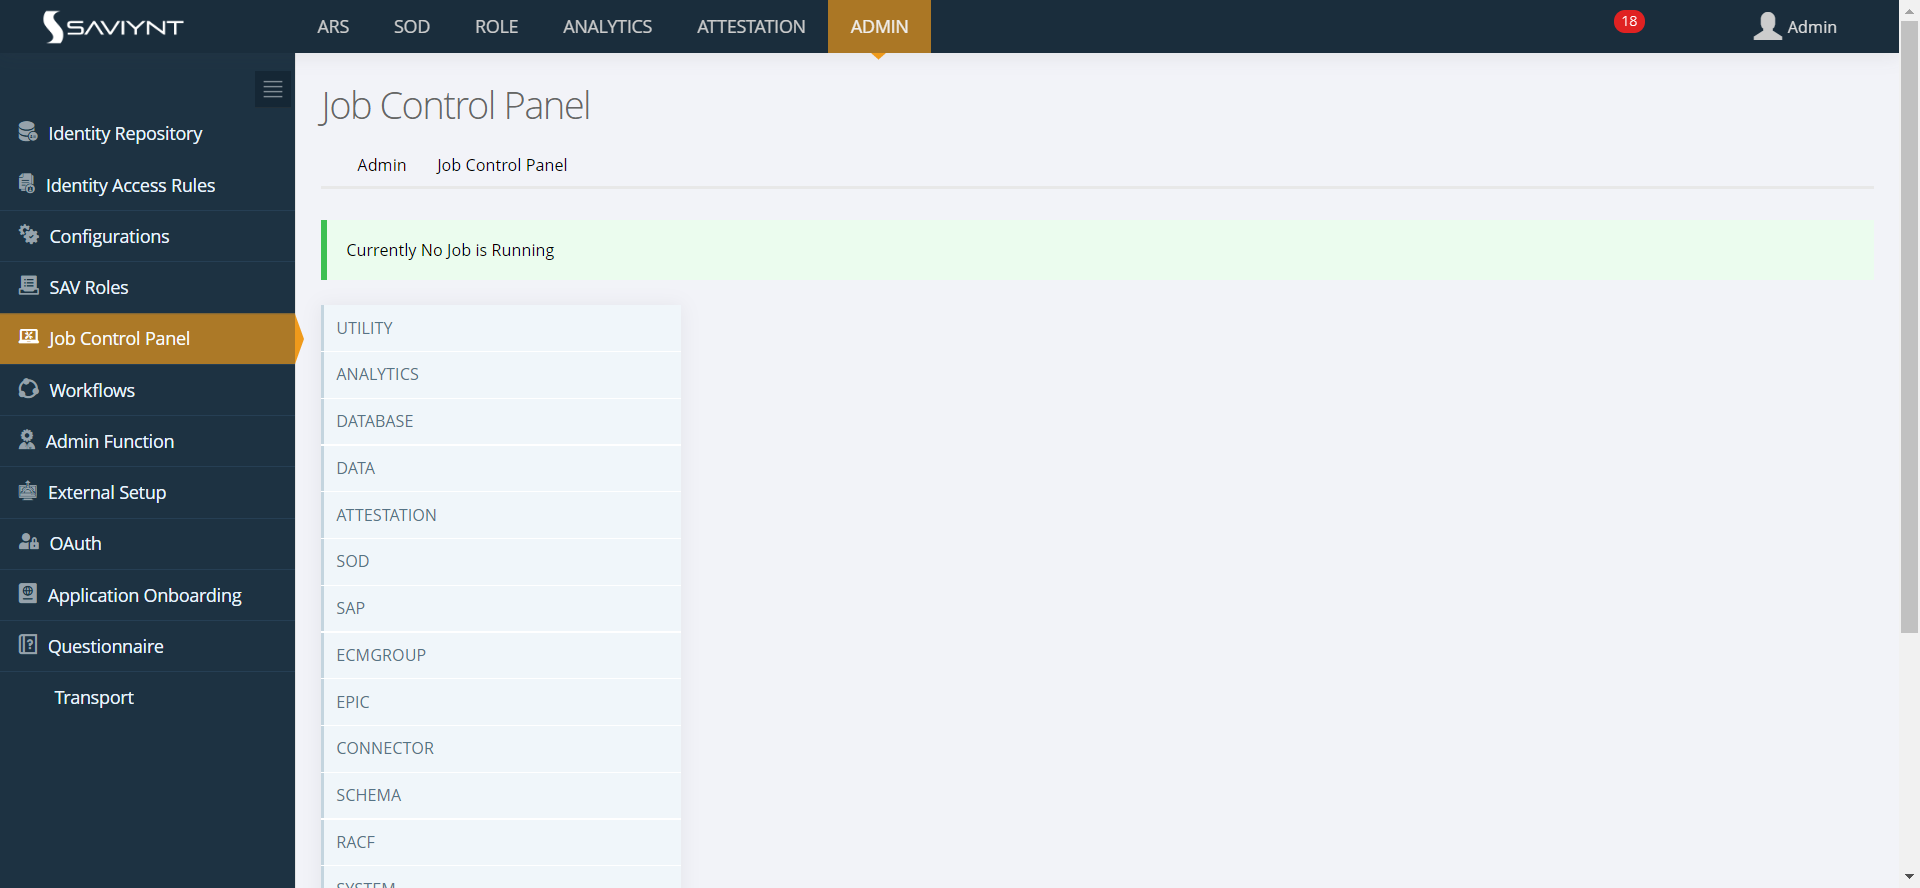 SAVIYNT
ARS SOD ROLE ANALYTICS ATTESTATION ADMIN 18 Admin
Identity Repository
Identity Access Rules
Configurations
SAV Roles
Job Control Panel
Workflows
Admin Function
External Setup
OAuth
Application Onboarding
Questionnaire
Transport
Job Control Panel
Admin Job Control Panel
Currently No Job is Running
UTILITY
ANALYTICS
DATABASE
DATA
ATTESTATION
SOD
SAP
ECMGROUP
EPIC
CONNECTOR
SCHEMA
RACF
SYSTEM